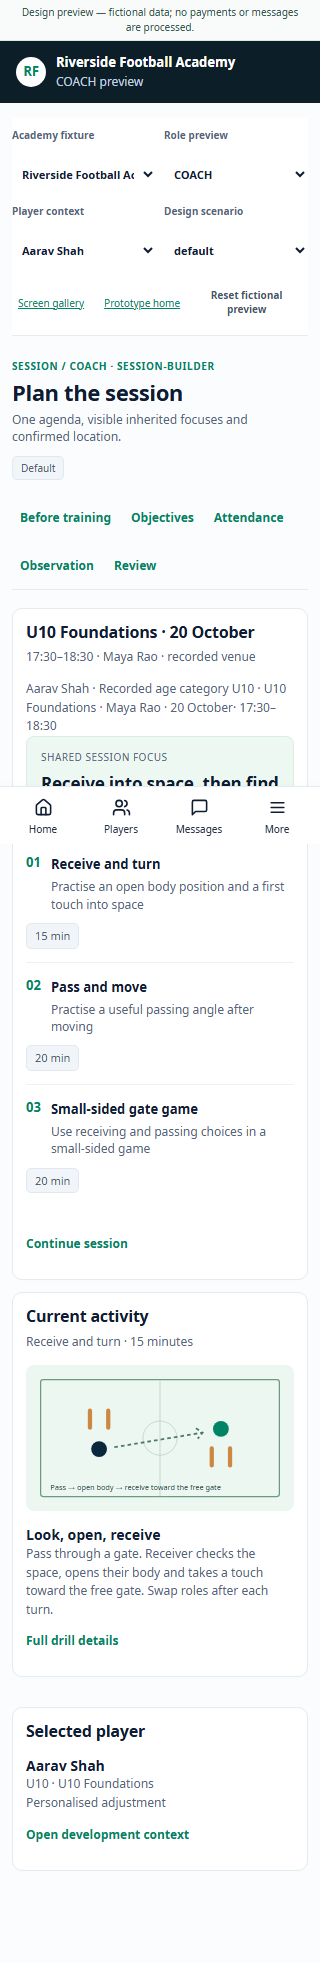 Design preview — fictional data; no payments or messages
are processed.
RF
Riverside Football Academy
COACH preview
Academy fixture
Role preview
Riverside Football Ac
COACH
Player context
Design scenario
Aarav Shah
default
Screen gallery
Prototype home
Reset fictional
preview
SESSION / COACH · SESSION-BUILDER
Plan the session
One agenda, visible inherited focuses and
confirmed location.
Default
Before training
Objectives
Attendance
Observation
Review
U10 Foundations · 20 October
17:30–18:30 · Maya Rao · recorded venue
Aarav Shah · Recorded age category U10 · U10
Foundations · Maya Rao · 20 October· 17:30–
18:30
SHARED SESSION FOCUS
Receive into space, then find
Home
Players
Messages
More
01 Receive and turn
Practise an open body position and a first
touch into space
15 min
02 Pass and move
Practise a useful passing angle after
moving
20 min
03 Small-sided gate game
Use receiving and passing choices in a
small-sided game
20 min
Continue session
Current activity
Receive and turn · 15 minutes
Pass → open body → receive toward the free gate
Look, open, receive
Pass through a gate. Receiver checks the
space, opens their body and takes a touch
toward the free gate. Swap roles after each
turn.
Full drill details
Selected player
Aarav Shah
U10 · U10 Foundations
Personalised adjustment
Open development context